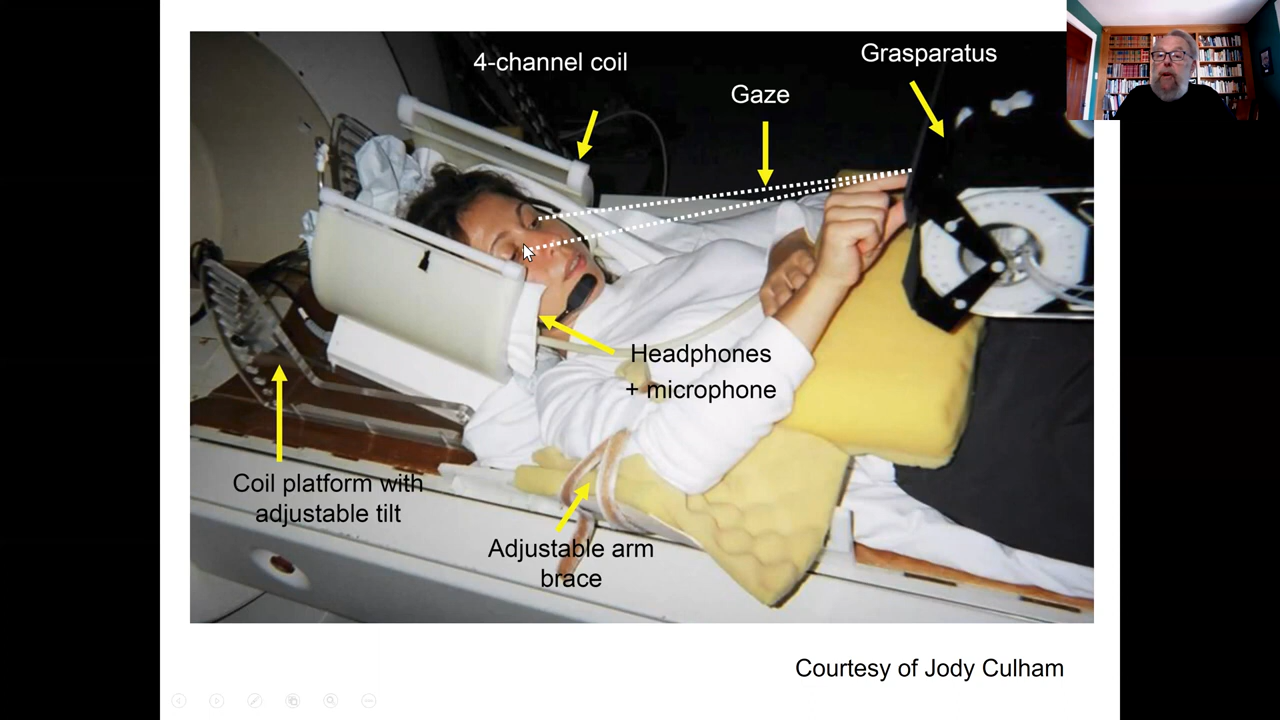 4-channel coil
Grasparatus
Gaze
Headphones
+ microphone
Coil platform with
adjustable tilt
Adjustable arm
brace
Courtesy of Jody Culham